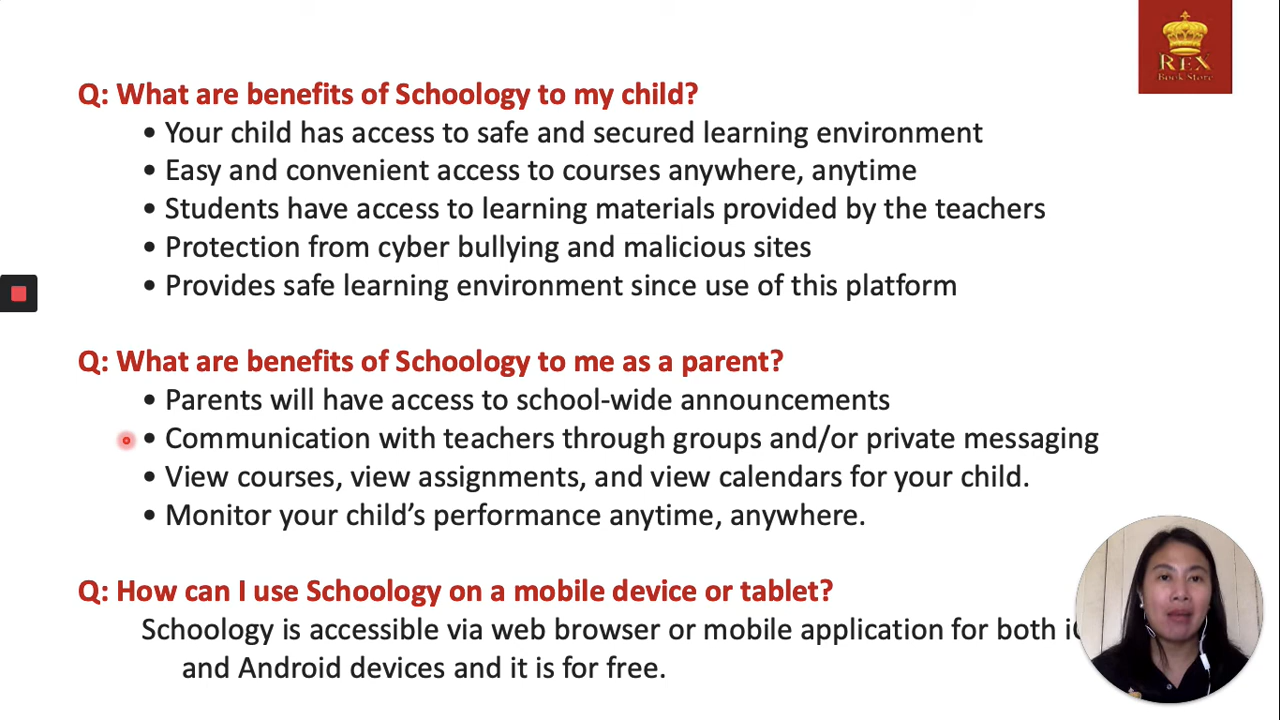 REX
Book Store
Q: What are benefits of Schoology to my child?
• Your child has access to safe and secured learning environment
• Easy and convenient access to courses anywhere, anytime
• Students have access to learning materials provided by the teachers
• Protection from cyber bullying and malicious sites
• Provides safe learning environment since use of this platform
Q: What are benefits of Schoology to me as a parent?
• Parents will have access to school-wide announcements
• Communication with teachers through groups and/or private messaging
• View courses, view assignments, and view calendars for your child.
• Monitor your child's performance anytime, anywhere.
Q: How can I use Schoology on a mobile device or tablet?
Schoology is accessible via web browser or mobile application for both
and Android devices and it is for free.